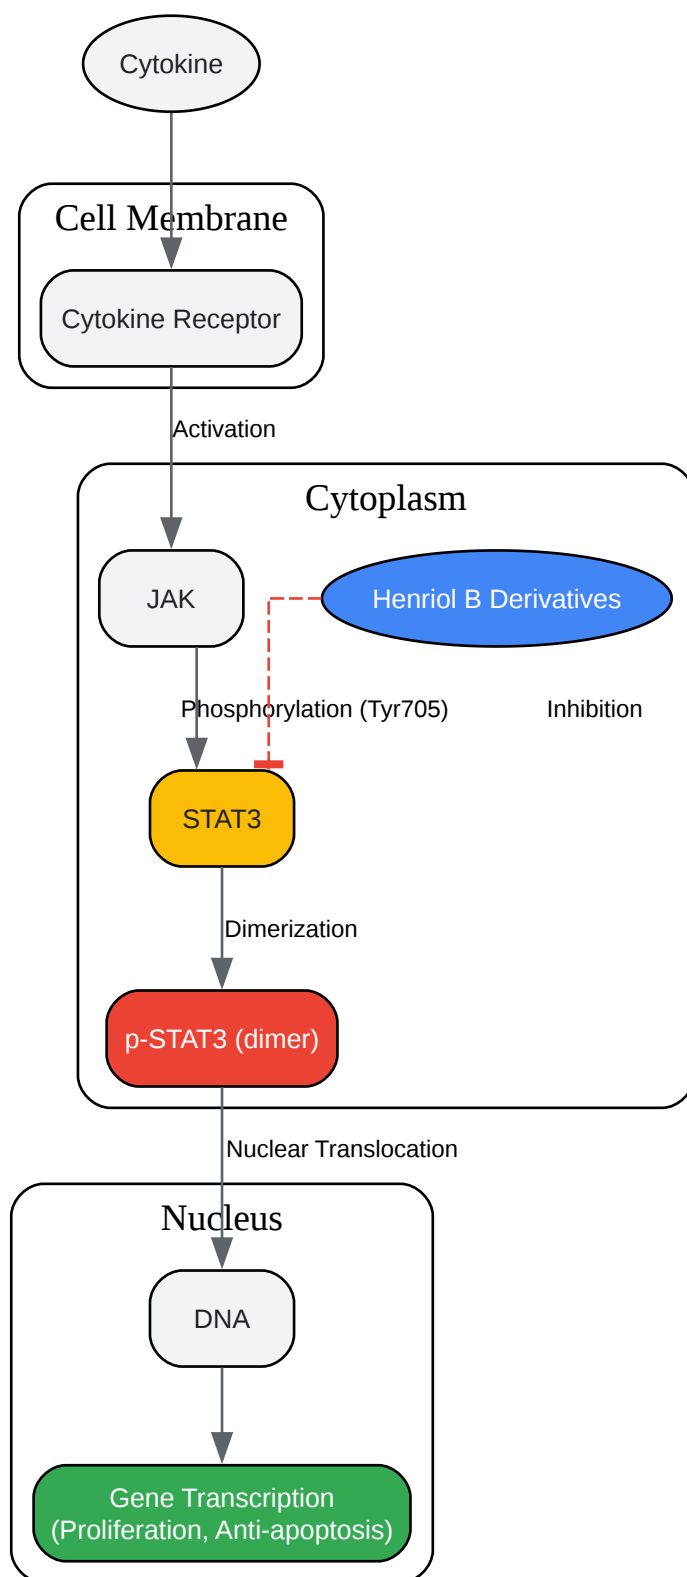 Cytokine
Cell Membrane
Cytokine Receptor
Activation
Cytoplasm
JAK
Henriol B Derivatives
Phosphorylation (Tyr705)
Inhibition
STAT3
Dimerization
p-STAT3 (dimer)
Nuclear Translocation
Nucleus
DNA
Gene Transcription
(Proliferation, Anti-apoptosis)